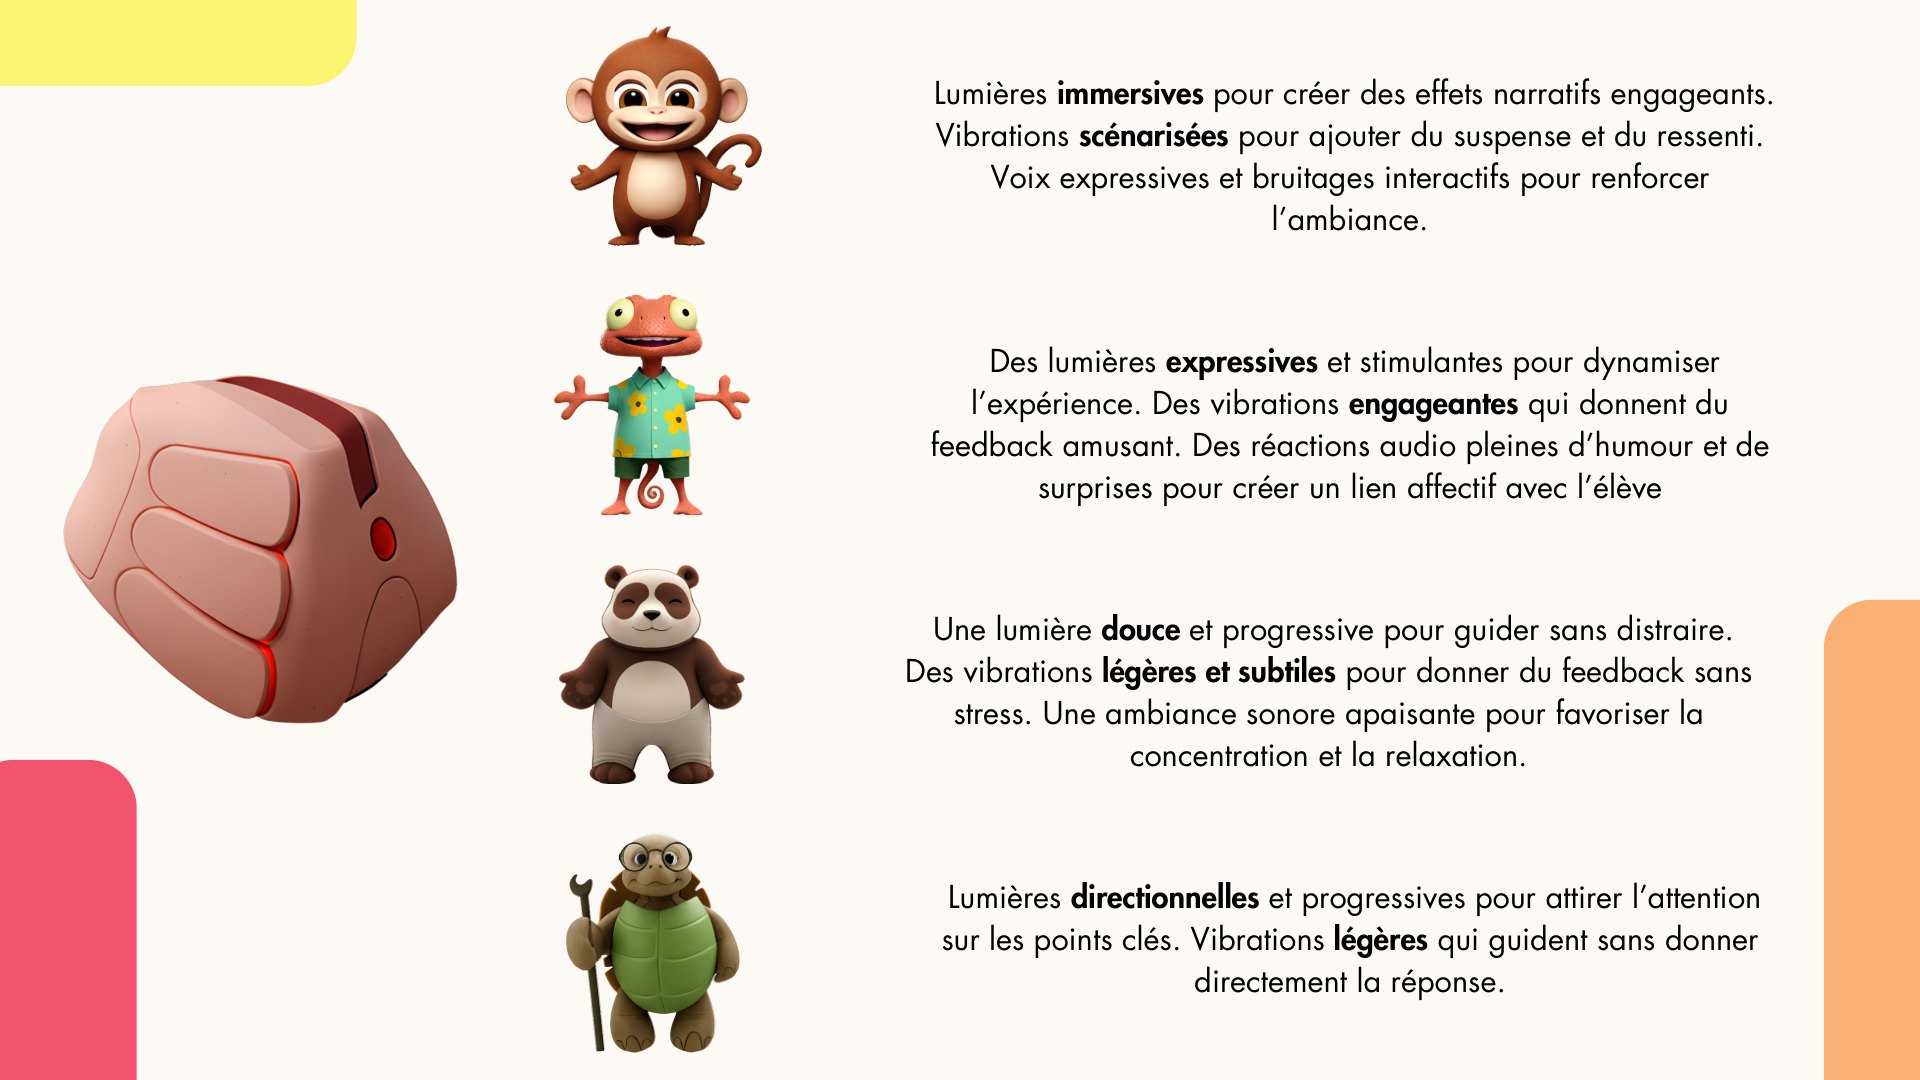 Lumières immersives pour créer des effets narratifs engageants.
Vibrations scénarisées pour ajouter du suspense et du ressenti.
Voix expressives et bruitages interactifs pour renforcer
l’ambiance.
Des lumières expressives et stimulantes pour dynamiser
l’expérience. Des vibrations engageantes qui donnent du
feedback amusant. Des réactions audio pleines d’humour et de
surprises pour créer un lien affectif avec l’élève
Une lumière douce et progressive pour guider sans distraire.
Des vibrations légères et subtiles pour donner du feedback sans
stress. Une ambiance sonore apaisante pour favoriser la
concentration et la relaxation.
Lumières directionnelles et progressives pour attirer l’attention
sur les points clés. Vibrations légères qui guident sans donner
directement la réponse.